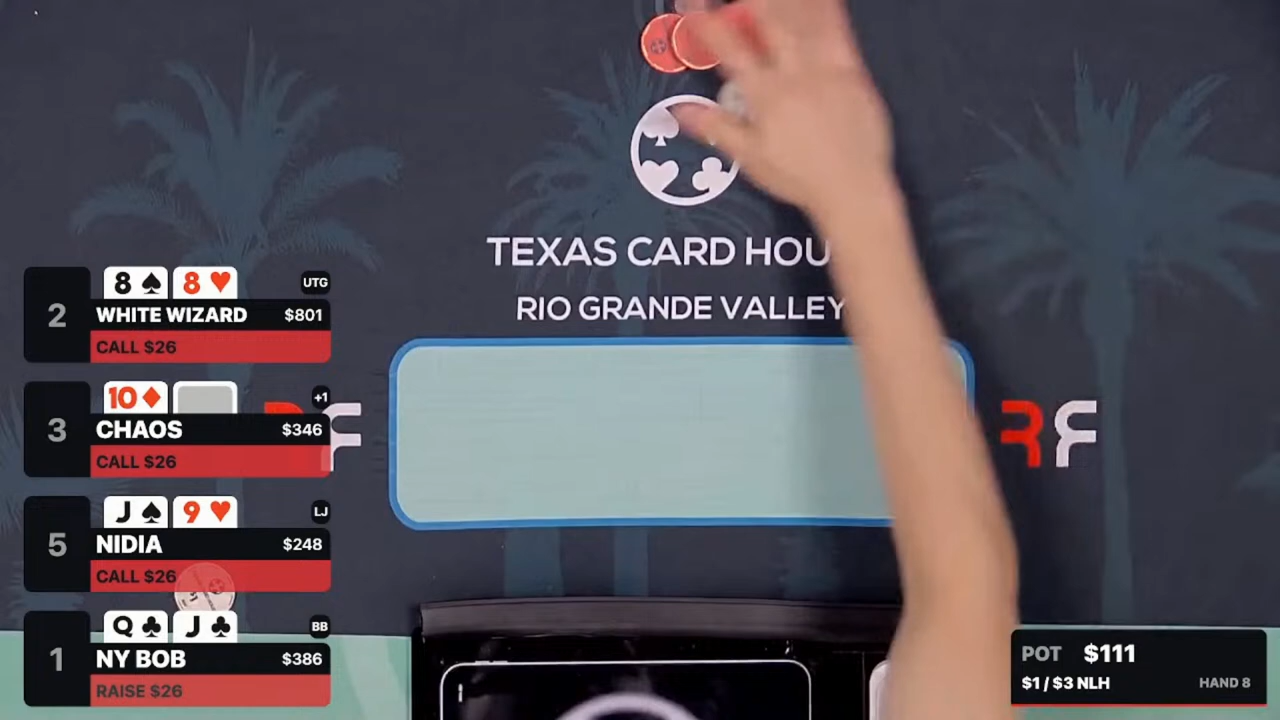 TEXAS CARD HOU
RIO GRANDE VALLEY
RF
RF
2
8 8
UTG
WHITE WIZARD $801
CALL $26
3
10
+1
CHAOS $346
CALL $26
5
J 9
LJ
NIDIA $248
CALL $26
1
Q J
BB
NY BOB $386
RAISE $26
POT $111
$1 / $3 NLH HAND 8